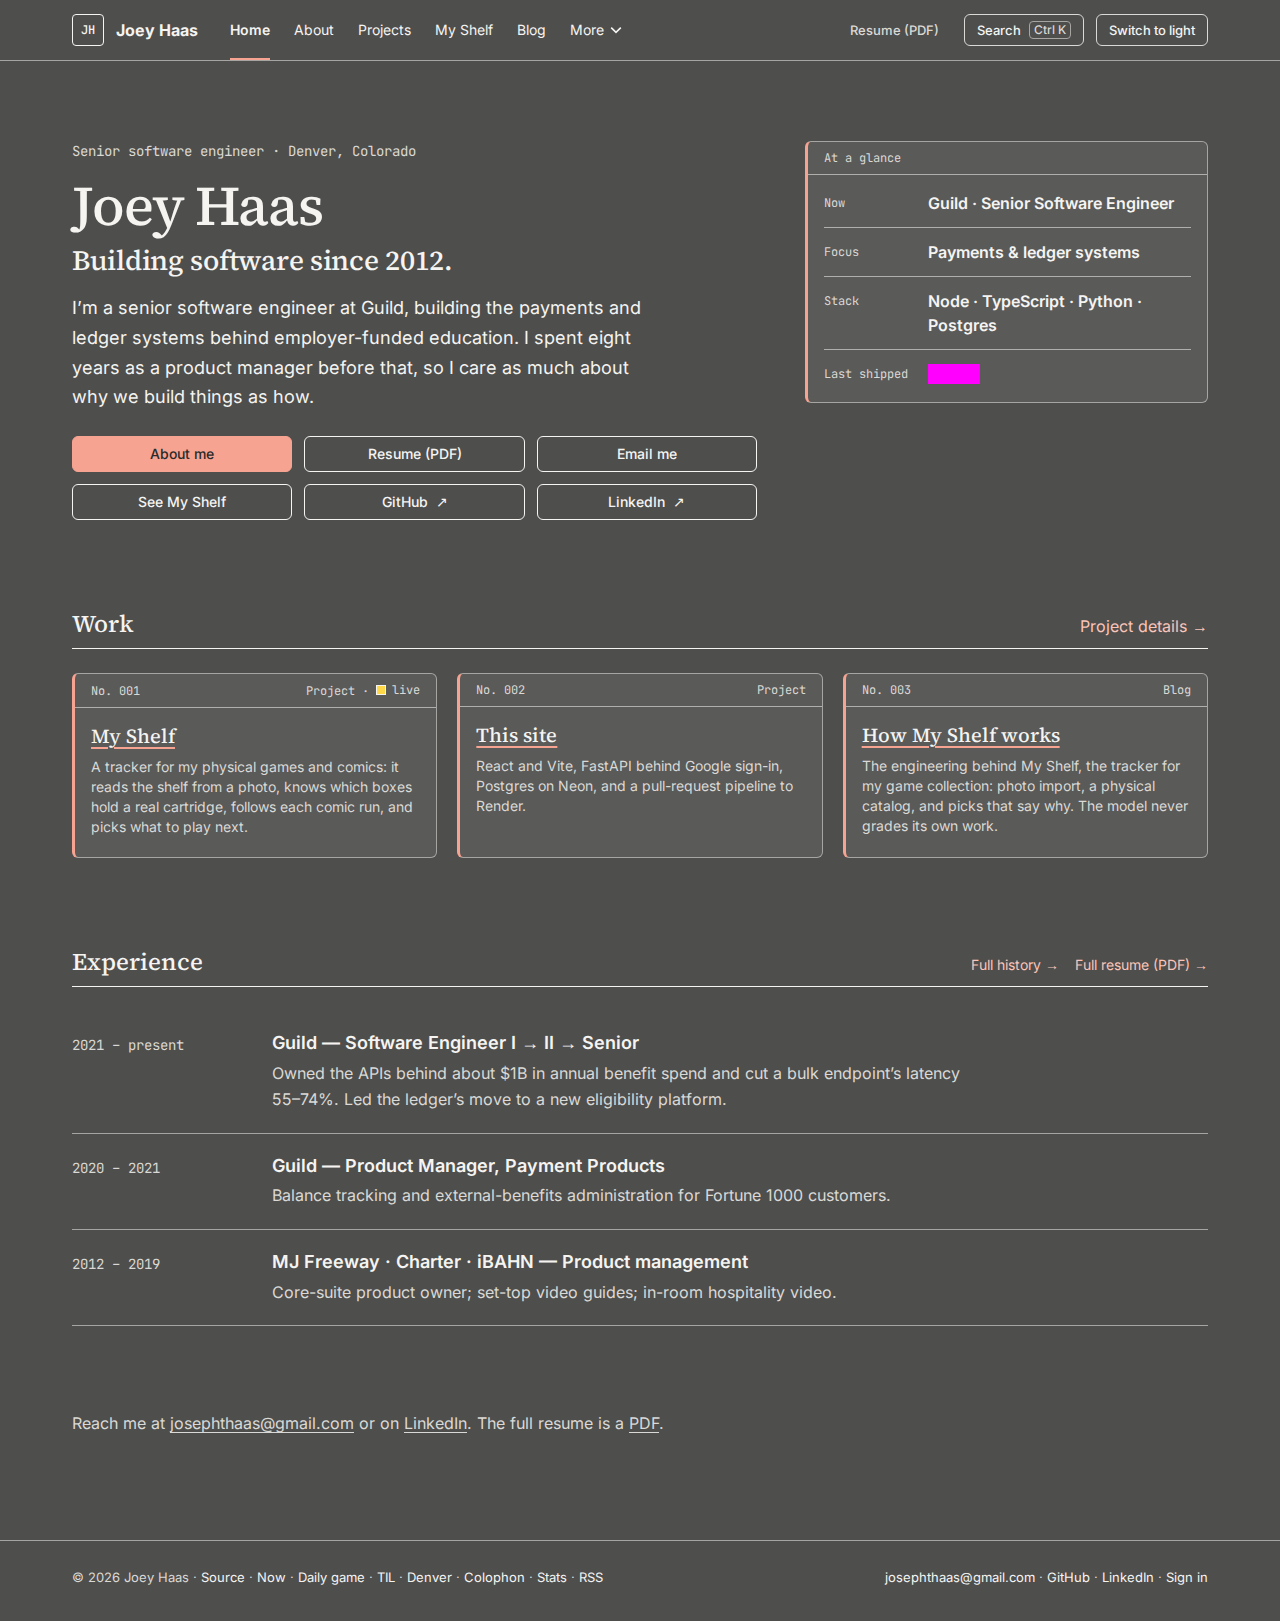 JH Joey Haas Home About Projects My Shelf Blog More Resume (PDF) Search Ctrl K Switch to light
Senior software engineer · Denver, Colorado
Joey Haas
Building software since 2012.
I’m a senior software engineer at Guild, building the payments and
ledger systems behind employer-funded education. I spent eight
years as a product manager before that, so I care as much about
why we build things as how.
About me Resume (PDF) Email me
See My Shelf GitHub ↗ LinkedIn ↗
At a glance
Now Guild · Senior Software Engineer
Focus Payments & ledger systems
Stack Node · TypeScript · Python ·
Postgres
Last shipped
Work Project details →
No. 001 Project · live
My Shelf
A tracker for my physical games and comics: it
reads the shelf from a photo, knows which boxes
hold a real cartridge, follows each comic run, and
picks what to play next.
No. 002 Project
This site
React and Vite, FastAPI behind Google sign-in,
Postgres on Neon, and a pull-request pipeline to
Render.
No. 003 Blog
How My Shelf works
The engineering behind My Shelf, the tracker for
my game collection: photo import, a physical
catalog, and picks that say why. The model never
grades its own work.
Experience Full history → Full resume (PDF) →
2021 – present Guild — Software Engineer I → II → Senior
Owned the APIs behind about $1B in annual benefit spend and cut a bulk endpoint’s latency
55–74%. Led the ledger’s move to a new eligibility platform.
2020 – 2021 Guild — Product Manager, Payment Products
Balance tracking and external-benefits administration for Fortune 1000 customers.
2012 – 2019 MJ Freeway · Charter · iBAHN — Product management
Core-suite product owner; set-top video guides; in-room hospitality video.
Reach me at josephthaas@gmail.com or on LinkedIn. The full resume is a PDF.
© 2026 Joey Haas · Source · Now · Daily game · TIL · Denver · Colophon · Stats · RSS josephthaas@gmail.com · GitHub · LinkedIn · Sign in